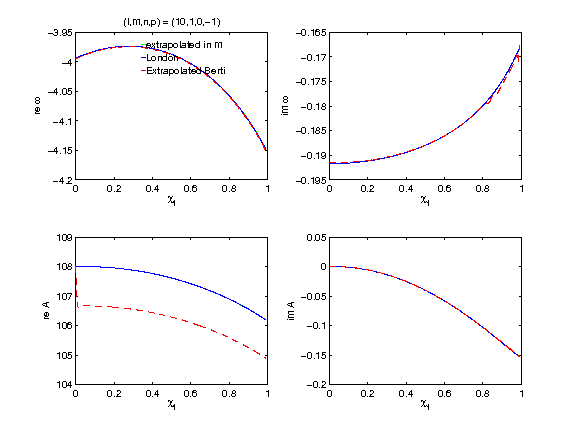 (l,m,n,p) = (10,1,0,−1)
−3.95
−4
−4.05
−4.1
−4.15
−4.2
re ω
0 0.2 0.4 0.6 0.8 1
χf
extrapolated in m
London
Extrapolated Berti
−0.165
−0.17
−0.175
−0.18
−0.185
−0.19
−0.195
im ω
0 0.2 0.4 0.6 0.8 1
χf
109
108
107
106
105
104
re A
0 0.2 0.4 0.6 0.8 1
χf
0.05
0
−0.05
−0.1
−0.15
−0.2
im A
0 0.2 0.4 0.6 0.8 1
χf